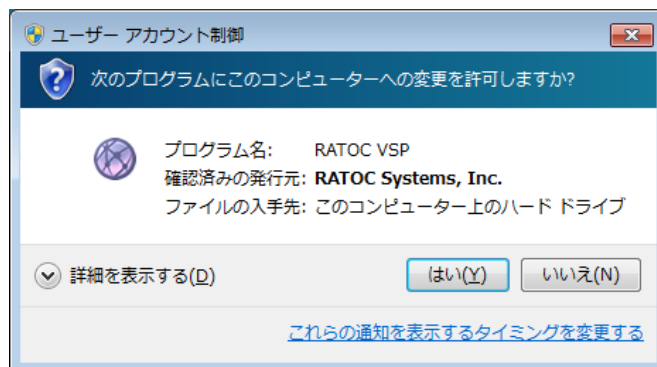 ユーザー アカウント制御
次のプログラムにこのコンピューターへの変更を許可しますか?
プログラム名: RATOC VSP
確認済みの発行元: RATOC Systems, Inc.
ファイルの入手先: このコンピューター上のハード ドライブ
詳細を表示する(D) はい(Y) いいえ(N)
これらの通知を表示するタイミングを変更する